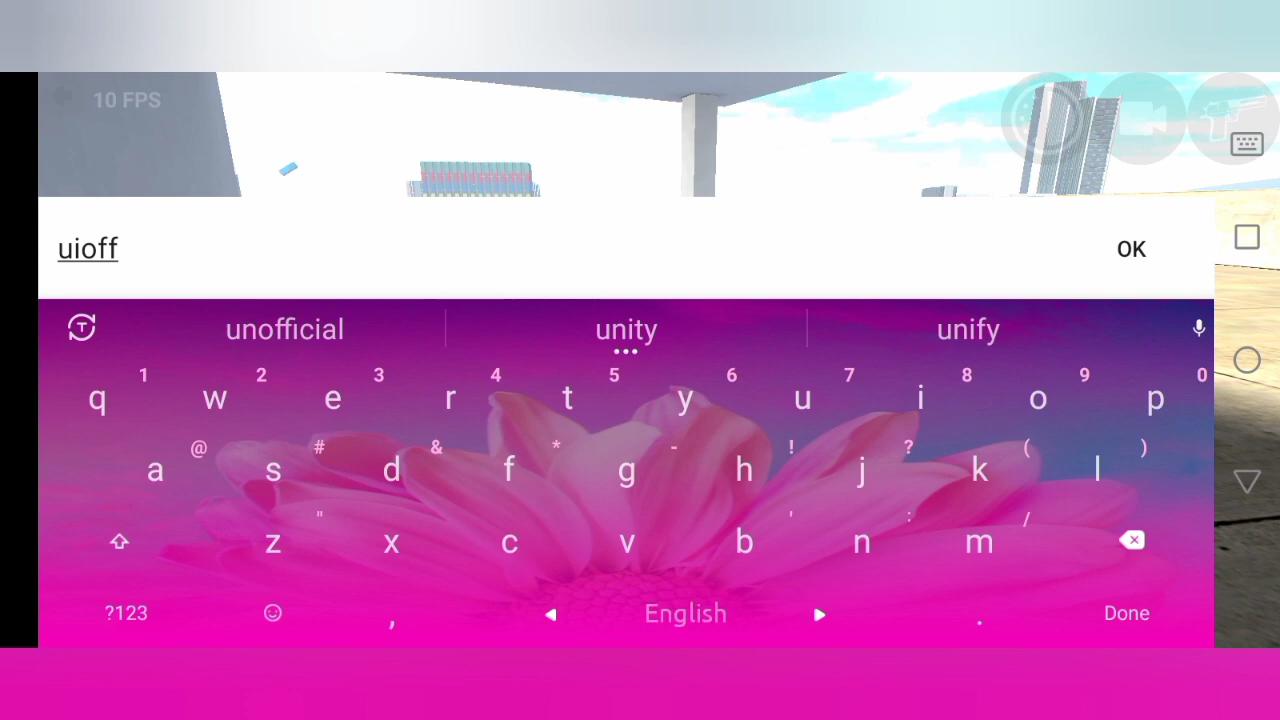 10 FPS
uioff OK
unofficial unity unify
1 2 3 4 5 6 7 8 9 0
q w e r t y u i o p
@ # & * - ! ? ( )
a s d f g h j k l
" ' : /
z x c v b n m
?123 , English . Done